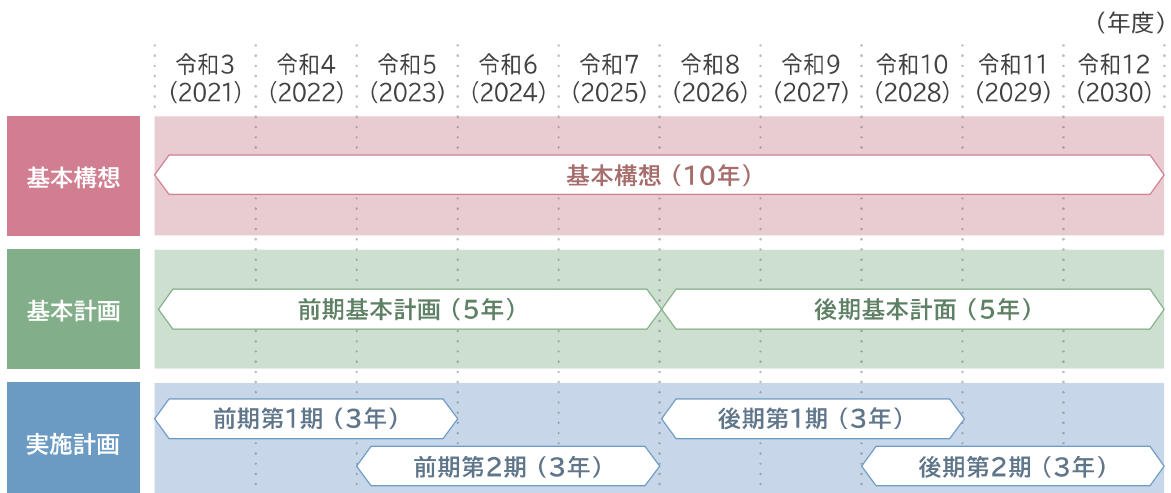 （年度）
令和3 令和4 令和5 令和6 令和7 令和8 令和9 令和10 令和11 令和12
（2021） （2022） （2023） （2024） （2025） （2026） （2027） （2028） （2029） （2030）
基本構想
基本構想（10年）
基本計画
前期基本計画（5年） 後期基本計面（5年）
実施計画
前期第1期（3年） 後期第1期（3年）
前期第2期（3年） 後期第2期（3年）